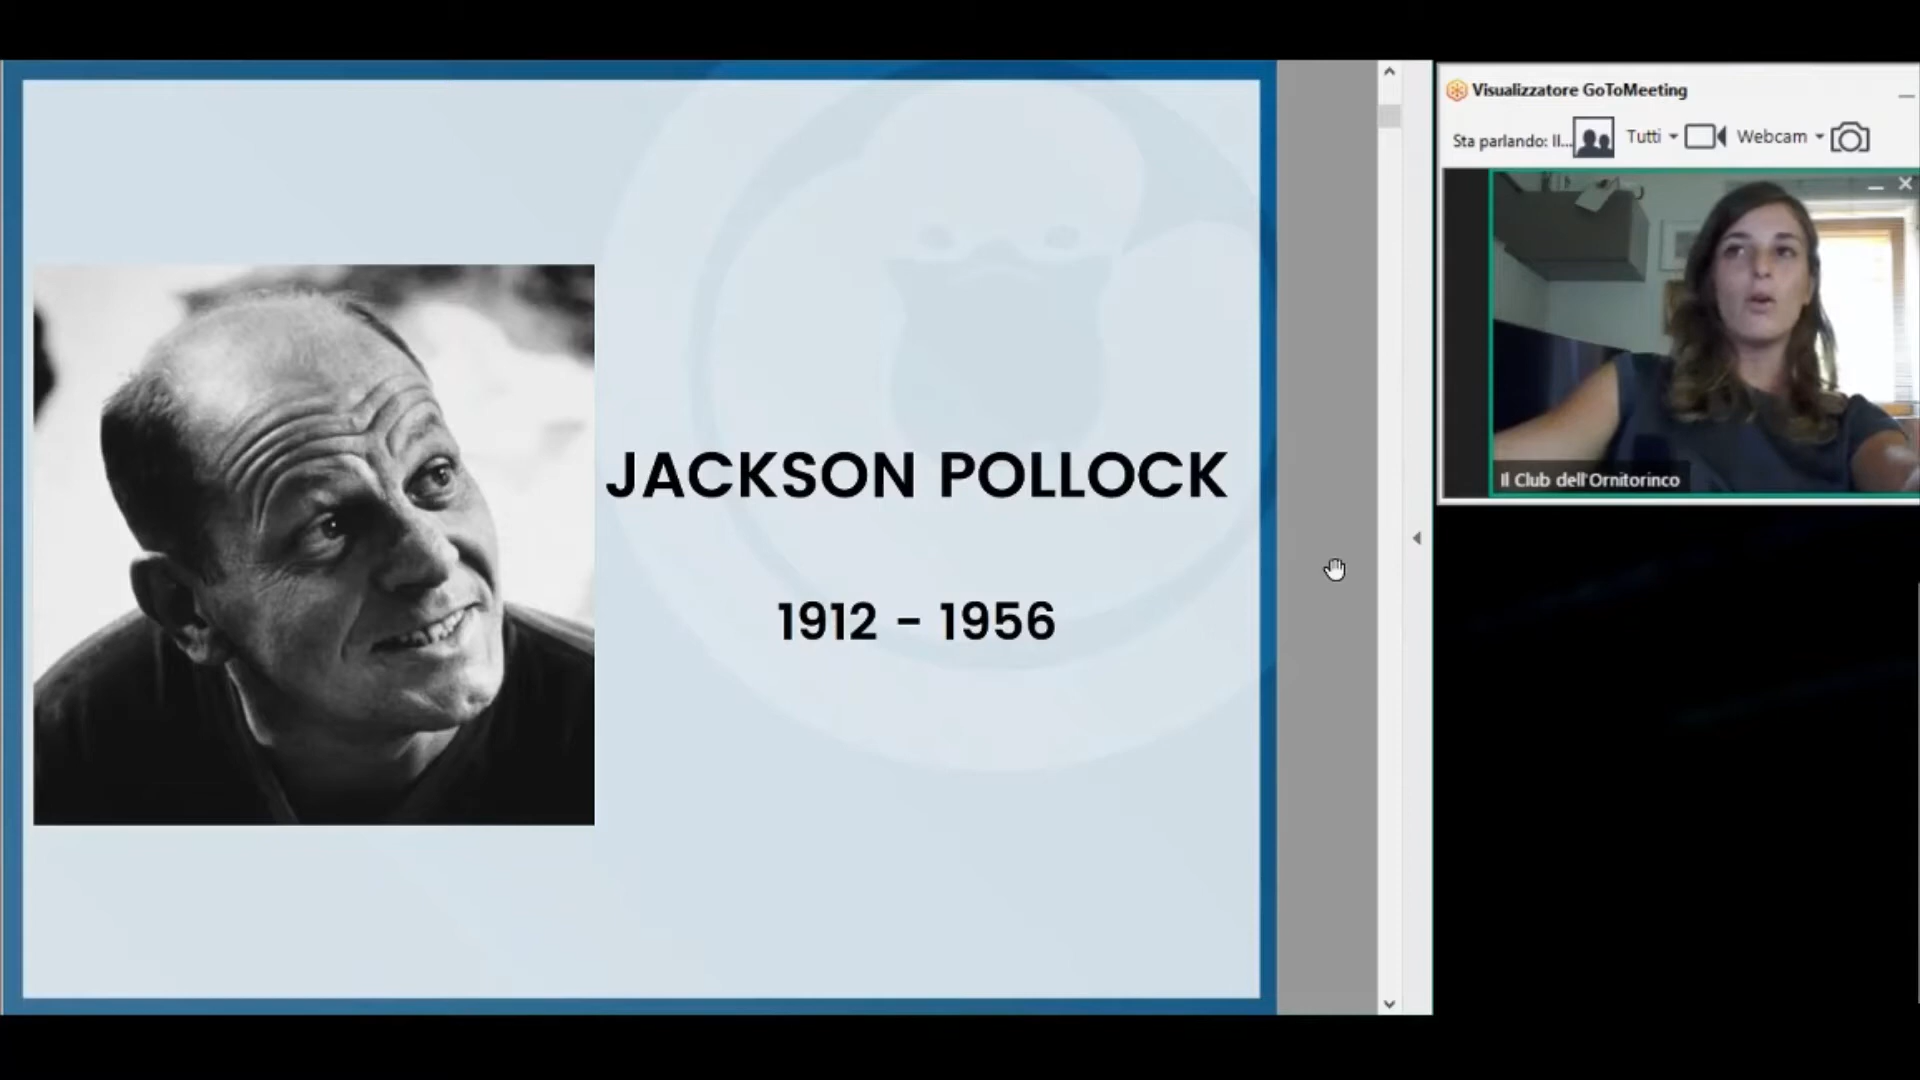 JACKSON POLLOCK
1912 - 1956
Visualizzatore GoToMeeting
Sta parlando: Il... Tutti Webcam
Il Club dell'Ornitorinco